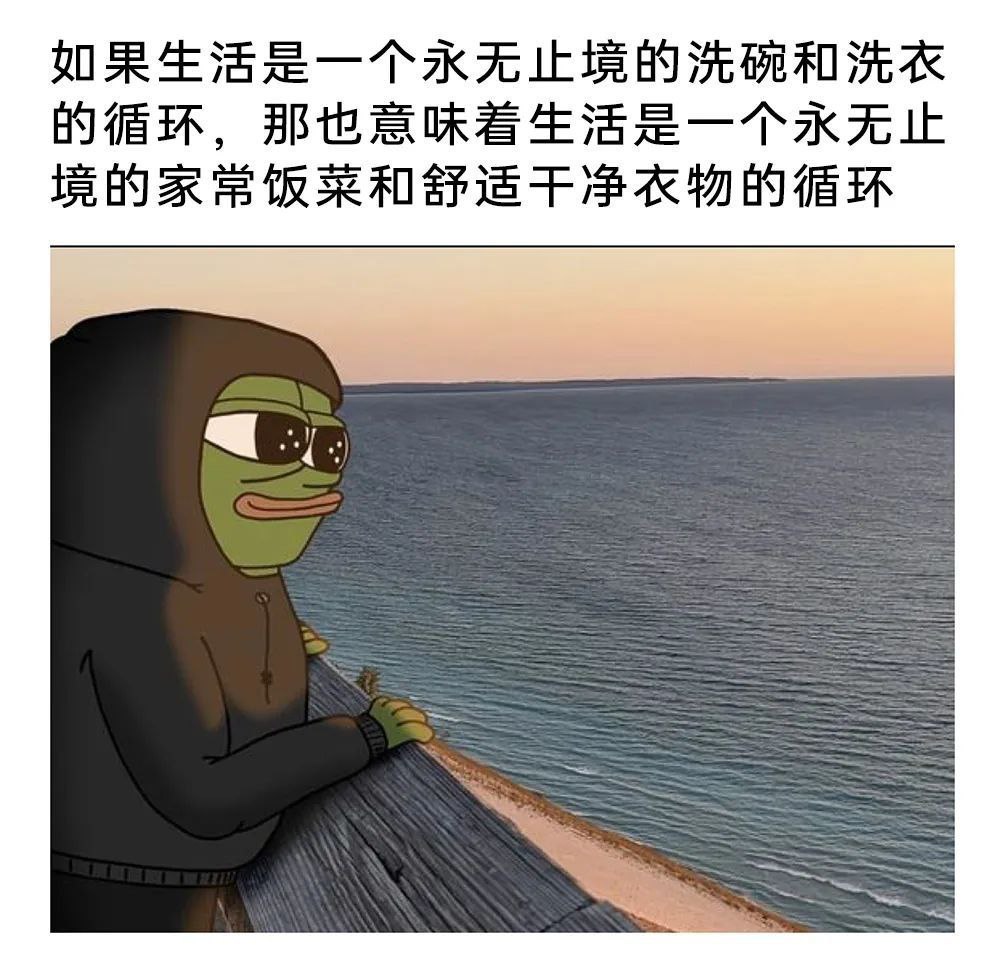 如果生活是一个永无止境的洗碗和洗衣
的循环，那也意味着生活是一个永无止
境的家常饭菜和舒适干净衣物的循环